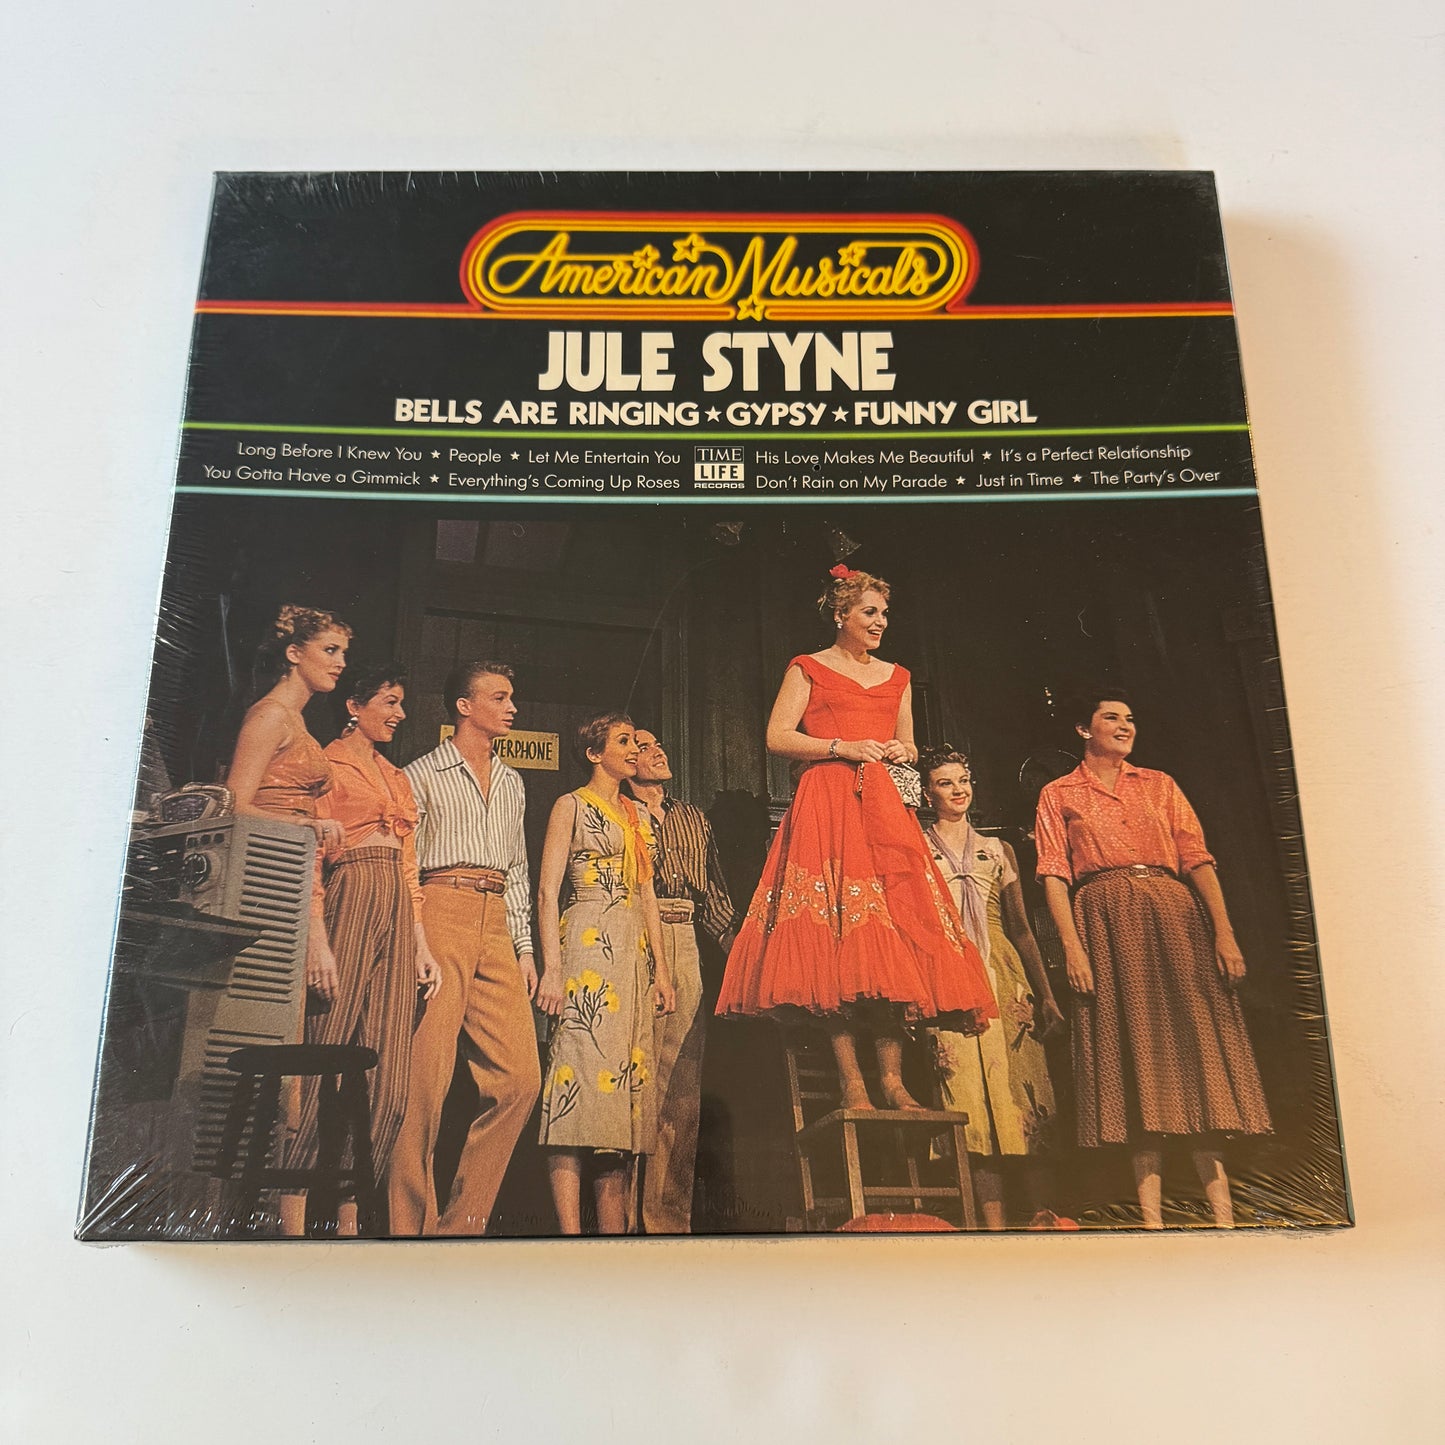 American Musicals
JULE STYNE
BELLS ARE RINGING ★ GYPSY ★ FUNNY GIRL
Long Before I Knew You ★ People ★ Let Me Entertain You
You Gotta Have a Gimmick ★ Everything's Coming Up Roses
TIME
LIFE
RECORDS
His Love Makes Me Beautiful ★ It's a Perfect Relationship
Don't Rain on My Parade ★ Just in Time ★ The Party's Over